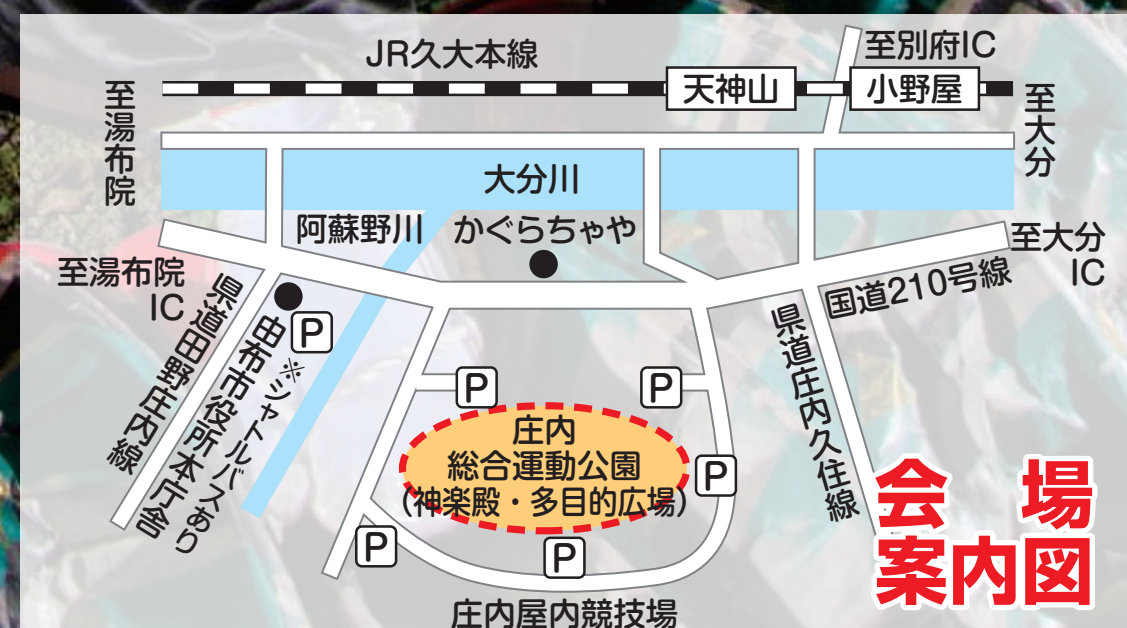 JR久大本線
至別府IC
天神山
小野屋
至湯布院
至大分
大分川
阿蘇野川
かぐらちゃや
至大分
IC
至湯布院
IC
国道210号線
県道田野庄内線
由布市役所本庁舎
※シャトルバスあり
P
県道庄内久住線
P
P
庄内
総合運動公園
(神楽殿・多目的広場)
P
P
P
庄内屋内競技場
会場
案内図